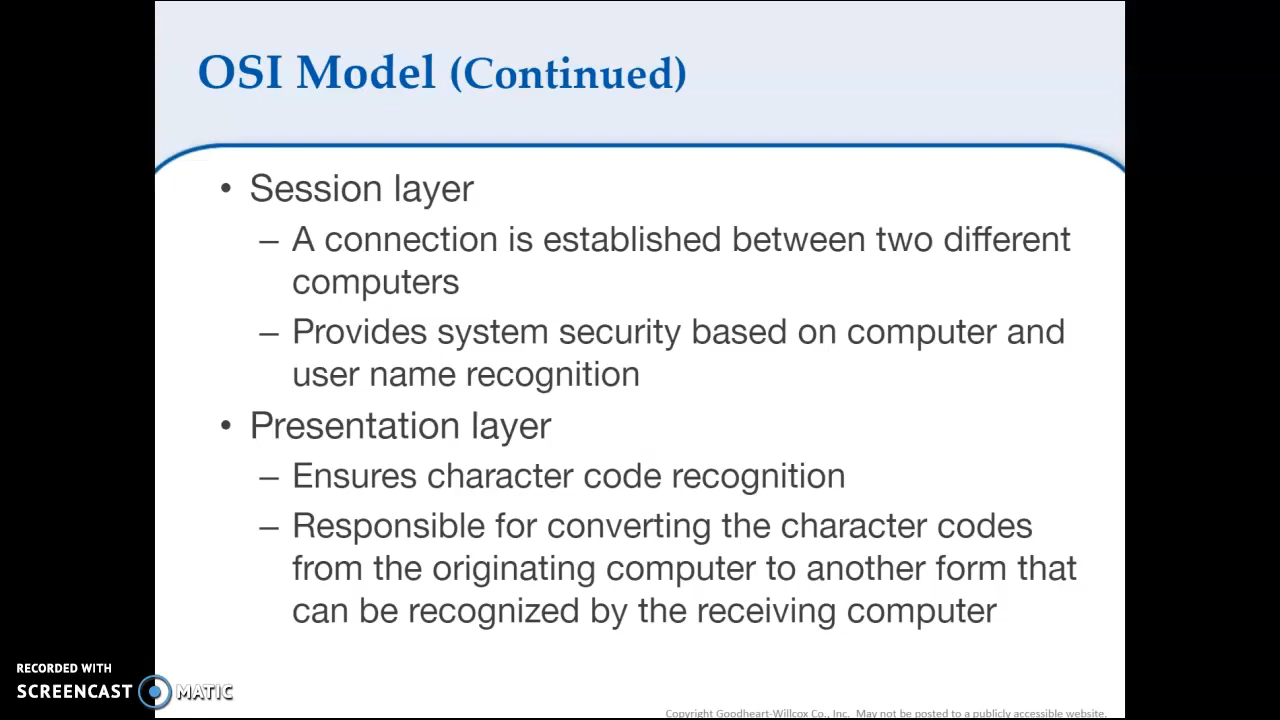 OSI Model (Continued)
• Session layer
– A connection is established between two different
computers
– Provides system security based on computer and
user name recognition
• Presentation layer
– Ensures character code recognition
– Responsible for converting the character codes
from the originating computer to another form that
can be recognized by the receiving computer
RECORDED WITH
SCREENCAST MATIC
Copyright Goodheart-Willcox Co., Inc. May not be posted to a publicly accessible website.